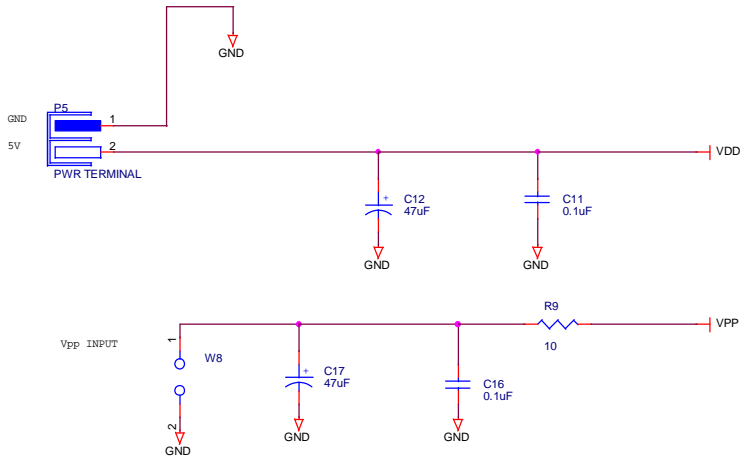 GND
P5
GND
1
5V
2
VDD
PWR TERMINAL
+
C12
47uF
C11
0.1uF
GND
GND
R9
VPP
10
Vpp INPUT
1
W8
+
C17
47uF
C16
0.1uF
2
GND
GND
GND